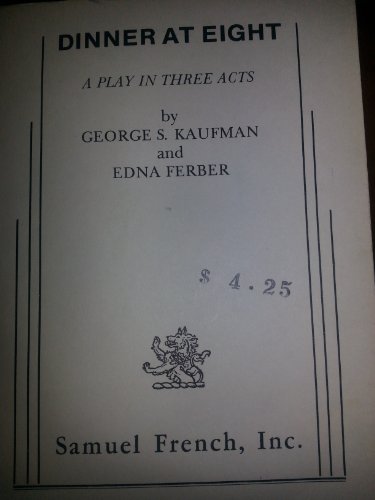 DINNER AT EIGHT
A PLAY IN THREE ACTS
by
GEORGE S. KAUFMAN
and
EDNA FERBER
$ 4.25
Samuel French, Inc.